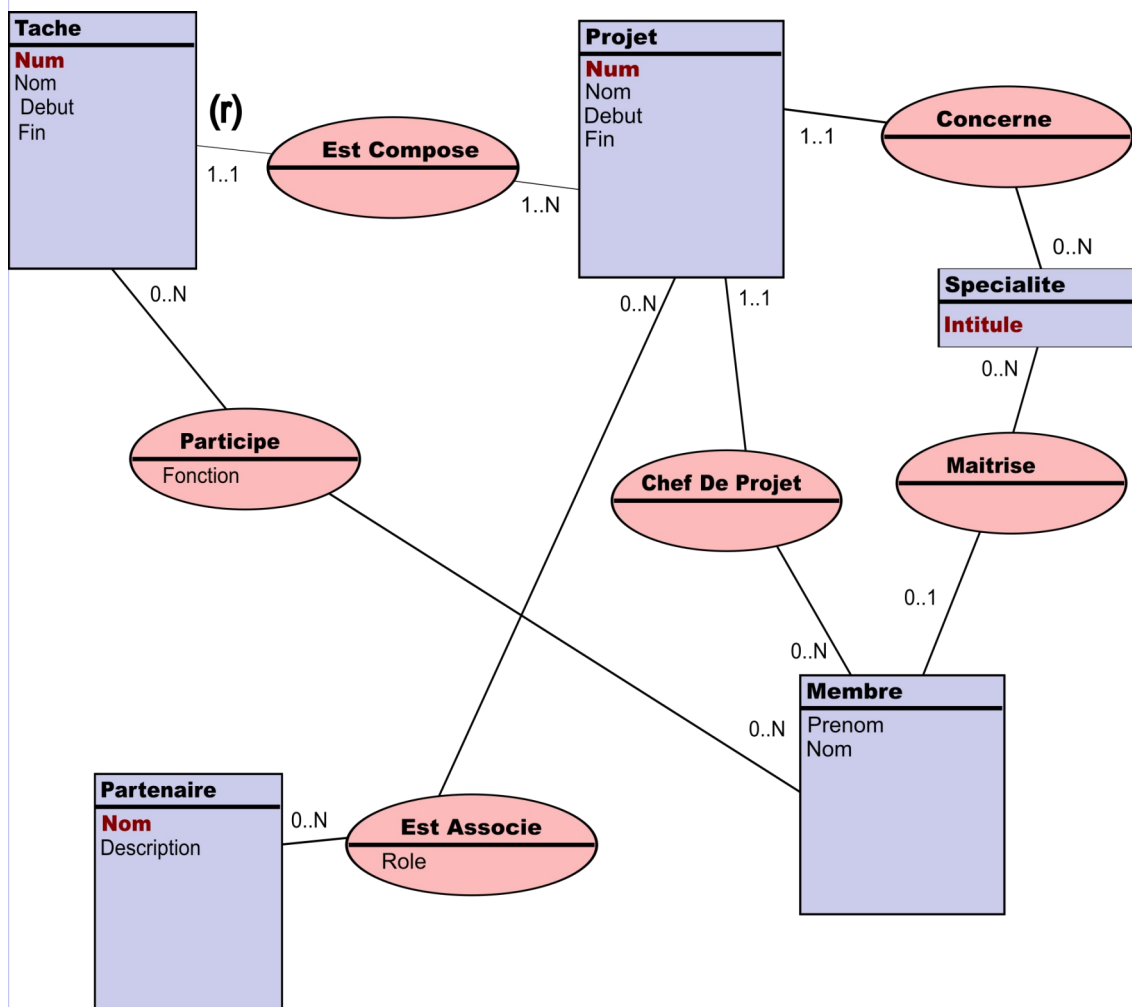 Tache
Num
Nom
Debut
Fin
(r)
1..1
Est Compose
1..N
Projet
Num
Nom
Debut
Fin
1..1
Concerne
0..N
Specialite
Intitule
0..N
0..N
1..1
0..N
Participe
Fonction
Chef De Projet
Maitrise
0..1
0..N
0..N
Membre
Prenom
Nom
Partenaire
Nom
Description
0..N
Est Associe
Role